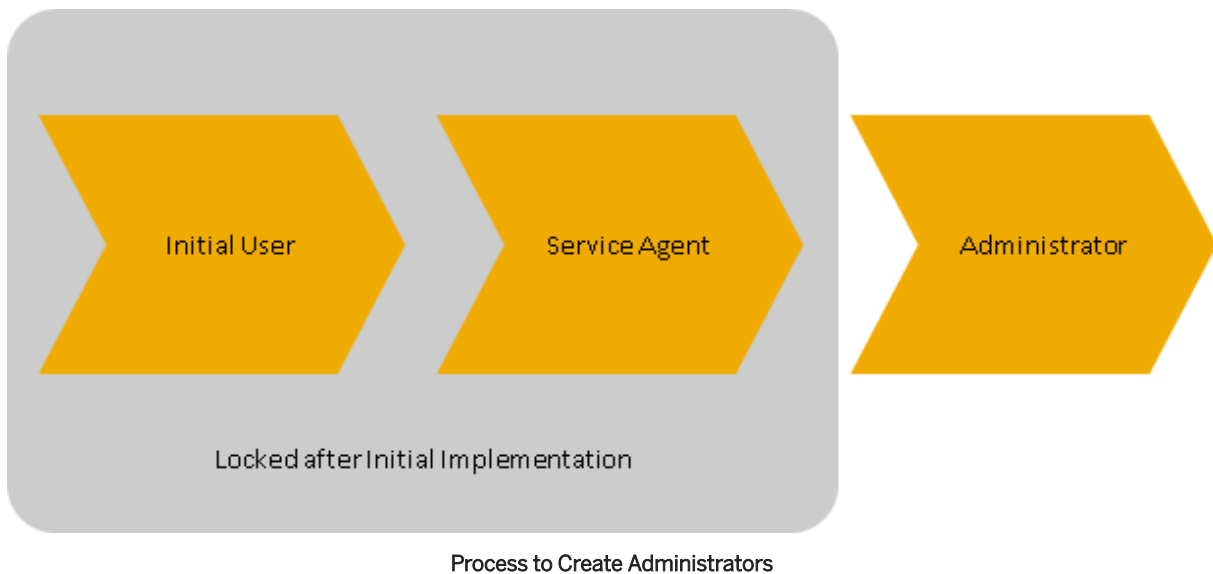 Initial User
Service Agent
Administrator
Locked after Initial Implementation
Process to Create Administrators